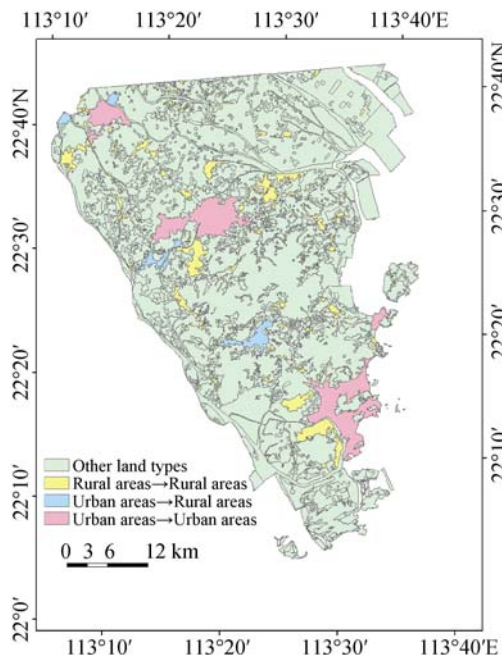 113°10′ 113°20′ 113°30′ 113°40′E
22°40′N
22°40′N
22°30′
22°30′
22°20′
22°20′
22°10′
22°10′
22°0′
Other land types
Rural areas→Rural areas
Urban areas→Rural areas
Urban areas→Urban areas
0 3 6 12 km
113°10′ 113°20′ 113°30′ 113°40′E